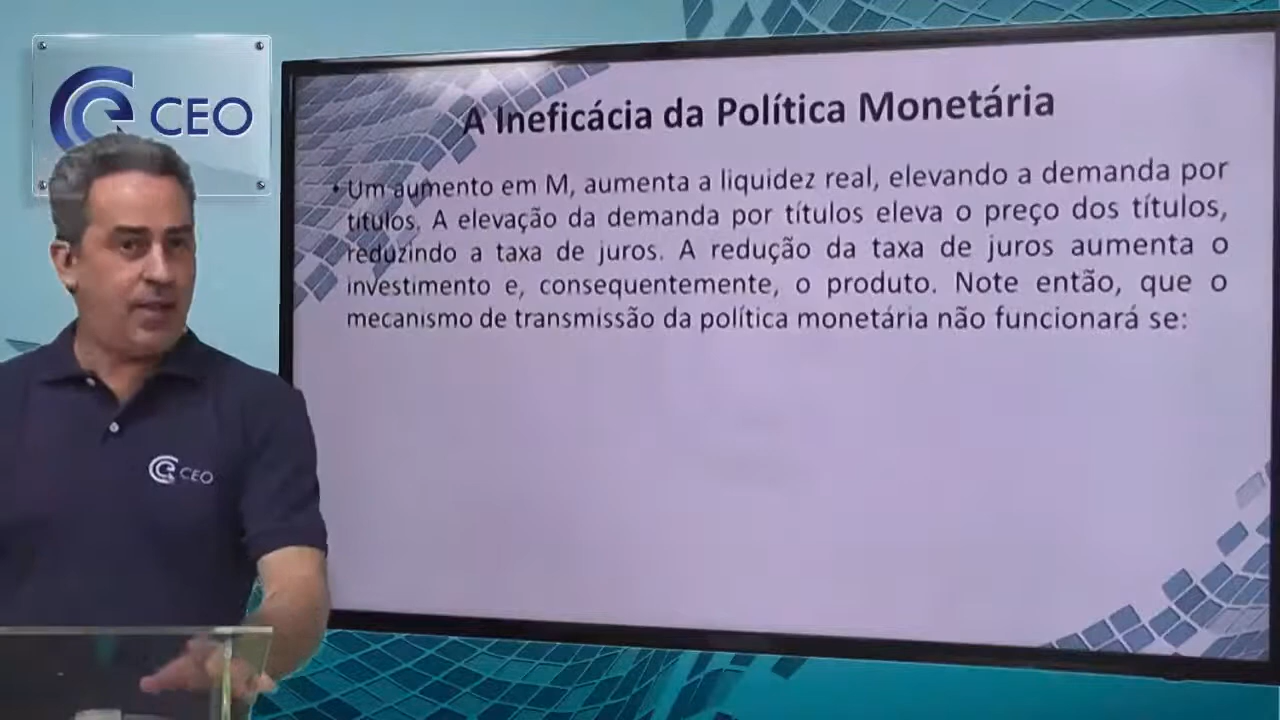 CEO
A Ineficácia da Política Monetária
• Um aumento em M, aumenta a liquidez real, elevando a demanda por
títulos. A elevação da demanda por títulos eleva o preço dos títulos,
reduzindo a taxa de juros. A redução da taxa de juros aumenta o
investimento e, consequentemente, o produto. Note então, que o
mecanismo de transmissão da política monetária não funcionará se:
CEO